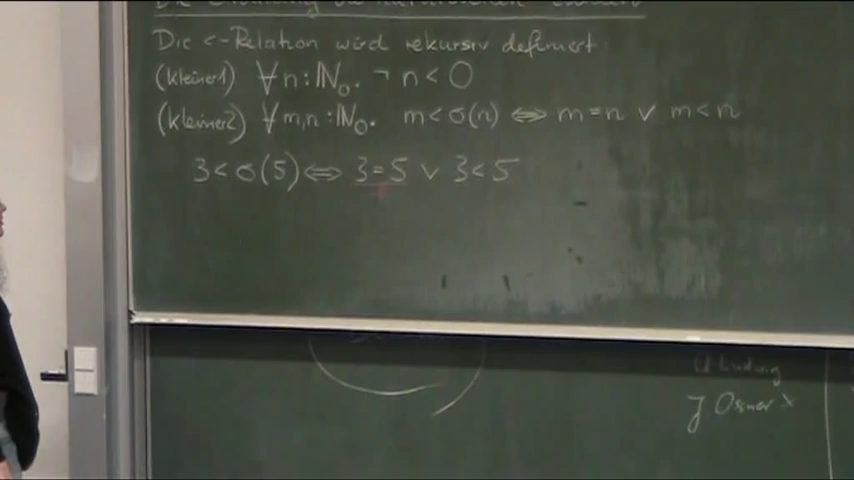 Die Ordnung der natürlichen Zahlen
Die <-Relation wird rekursiv definiert:
(kleiner1) ∀n:ℕ₀. ¬ n < 0
(kleiner2) ∀m,n:ℕ₀. m < σ(n) ⇔ m = n ∨ m < n
3 < σ(5) ⇔ 3 = 5 ∨ 3 < 5
Ludwig